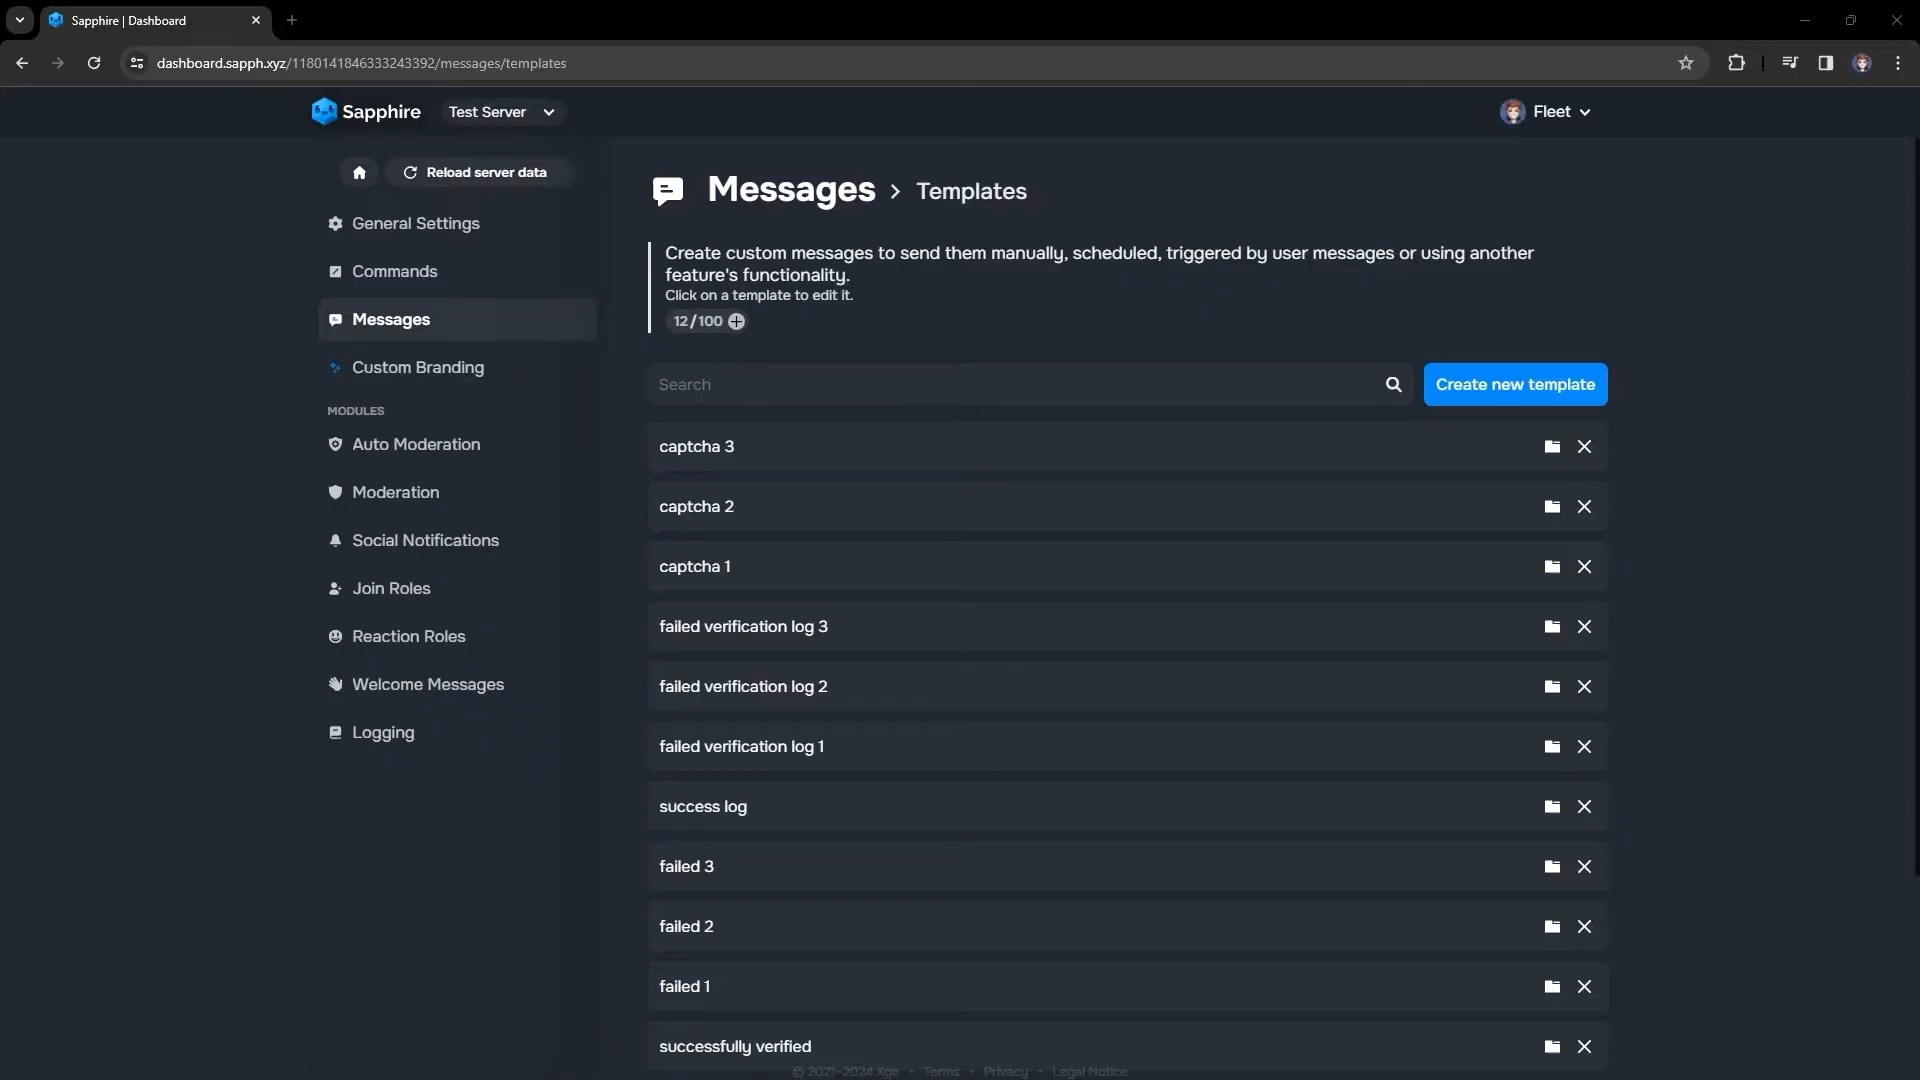 Sapphire | Dashboard
dashboard.sapph.xyz/1180141846333243392/messages/templates
Sapphire
Test Server
Fleet
Reload server data
General Settings
Commands
Messages
Custom Branding
MODULES
Auto Moderation
Moderation
Social Notifications
Join Roles
Reaction Roles
Welcome Messages
Logging
Messages > Templates
Create custom messages to send them manually, scheduled, triggered by user messages or using another
feature's functionality.
Click on a template to edit it.
12/100
Search
Create new template
captcha 3
captcha 2
captcha 1
failed verification log 3
failed verification log 2
failed verification log 1
success log
failed 3
failed 2
failed 1
successfully verified
© 2021-2024 Xge • Terms • Privacy • Legal Notice